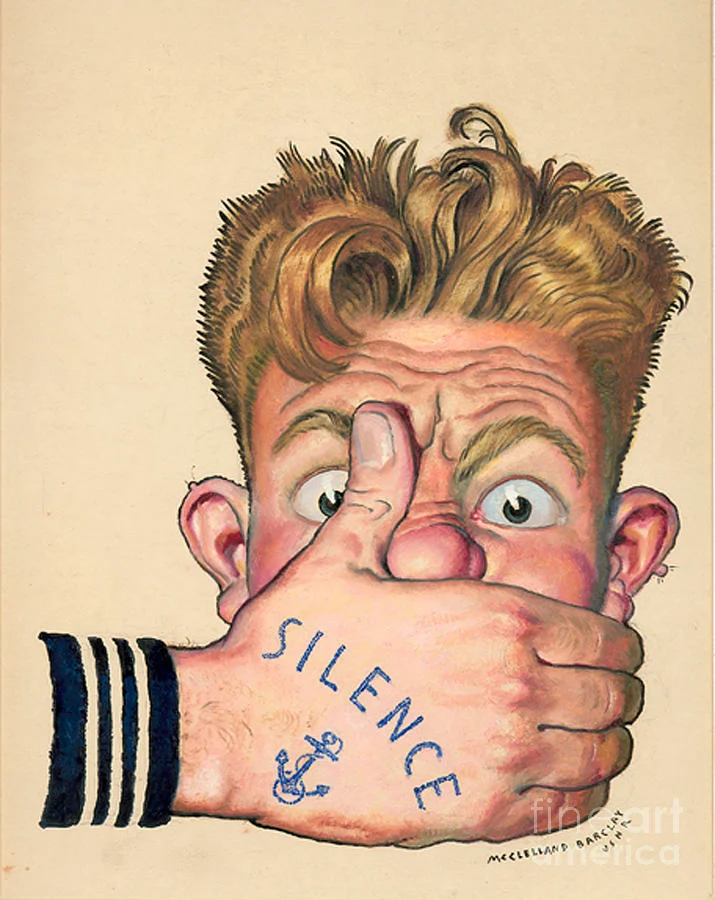 SILENCE
McCLELLAND BARCLAY
USNR
fine art
america